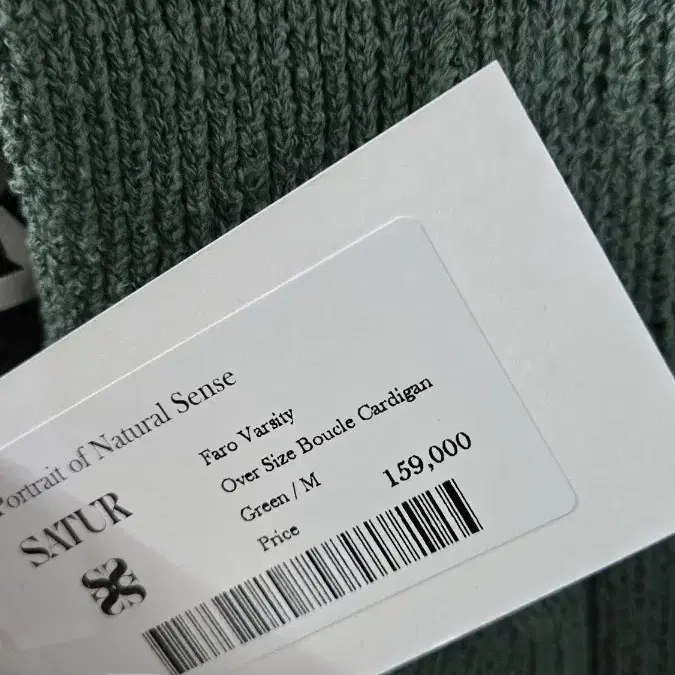 Portrait of Natural Sense
SATUR
Faro Varsity
Over Size Boucle Cardigan
Green / M
Price 159,000